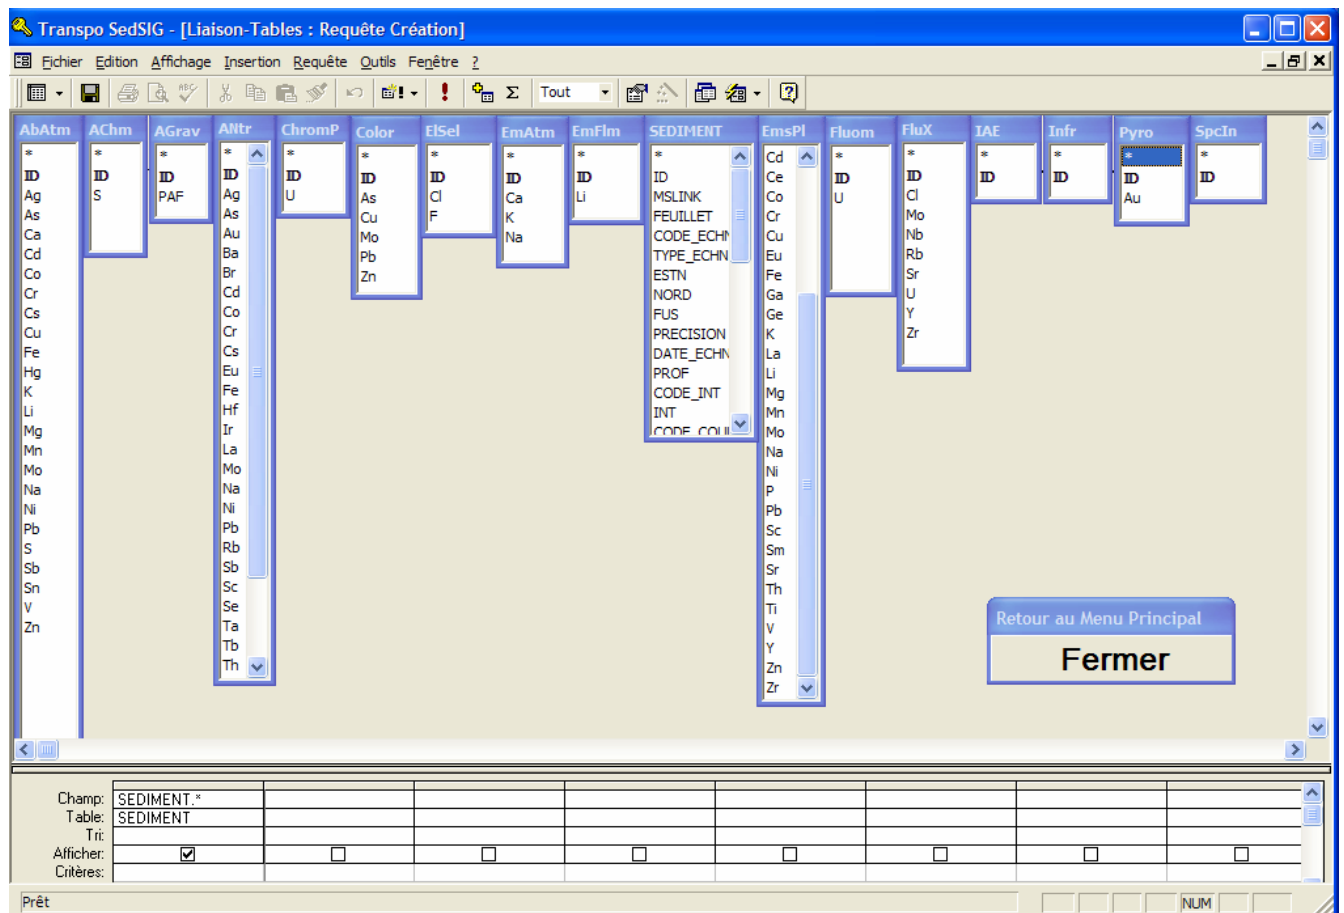 Transpo SedSIG - [Liaison-Tables : Requête Création]
Fichier Edition Affichage Insertion Requête Outils Fenêtre ?
Tout
AbAtm
*
ID
Ag
As
Ca
Cd
Co
Cr
Cs
Cu
Fe
Hg
K
Li
Mg
Mn
Mo
Na
Ni
Pb
S
Sb
Sn
V
Zn
AChm
*
ID
S
AGrav
*
ID
PAF
ANtr
*
ID
Ag
As
Au
Ba
Br
Cd
Co
Cr
Cs
Eu
Fe
Hf
Ir
La
Mo
Na
Ni
Pb
Rb
Sb
Sc
Se
Ta
Tb
Th
ChromP
*
ID
U
Color
*
ID
As
Cu
Mo
Pb
Zn
ElSel
*
ID
Cl
F
EmAtm
*
ID
Ca
K
Na
EmFlm
*
ID
Li
SEDIMENT
*
ID
MSLINK
FEUILLET
CODE_ECHN
TYPE_ECHN
ESTN
NORD
FUS
PRECISION
DATE_ECHN
PROF
CODE_INT
INT
CODE_COUL
EmsPl
Cd
Ce
Co
Cr
Cu
Eu
Fe
Ga
Ge
K
La
Li
Mg
Mn
Mo
Na
Ni
P
Pb
Sc
Sm
Sr
Th
Ti
V
Y
Zn
Zr
Fluom
*
ID
U
FluX
*
ID
Cl
Mo
Nb
Rb
Sr
U
Y
Zr
IAE
*
ID
Infr
*
ID
Pyro
*
ID
Au
SpcIn
*
ID
Retour au Menu Principal
Fermer
Champ: SEDIMENT.*
Table: SEDIMENT
Tri:
Afficher:
Critères:
Prêt NUM